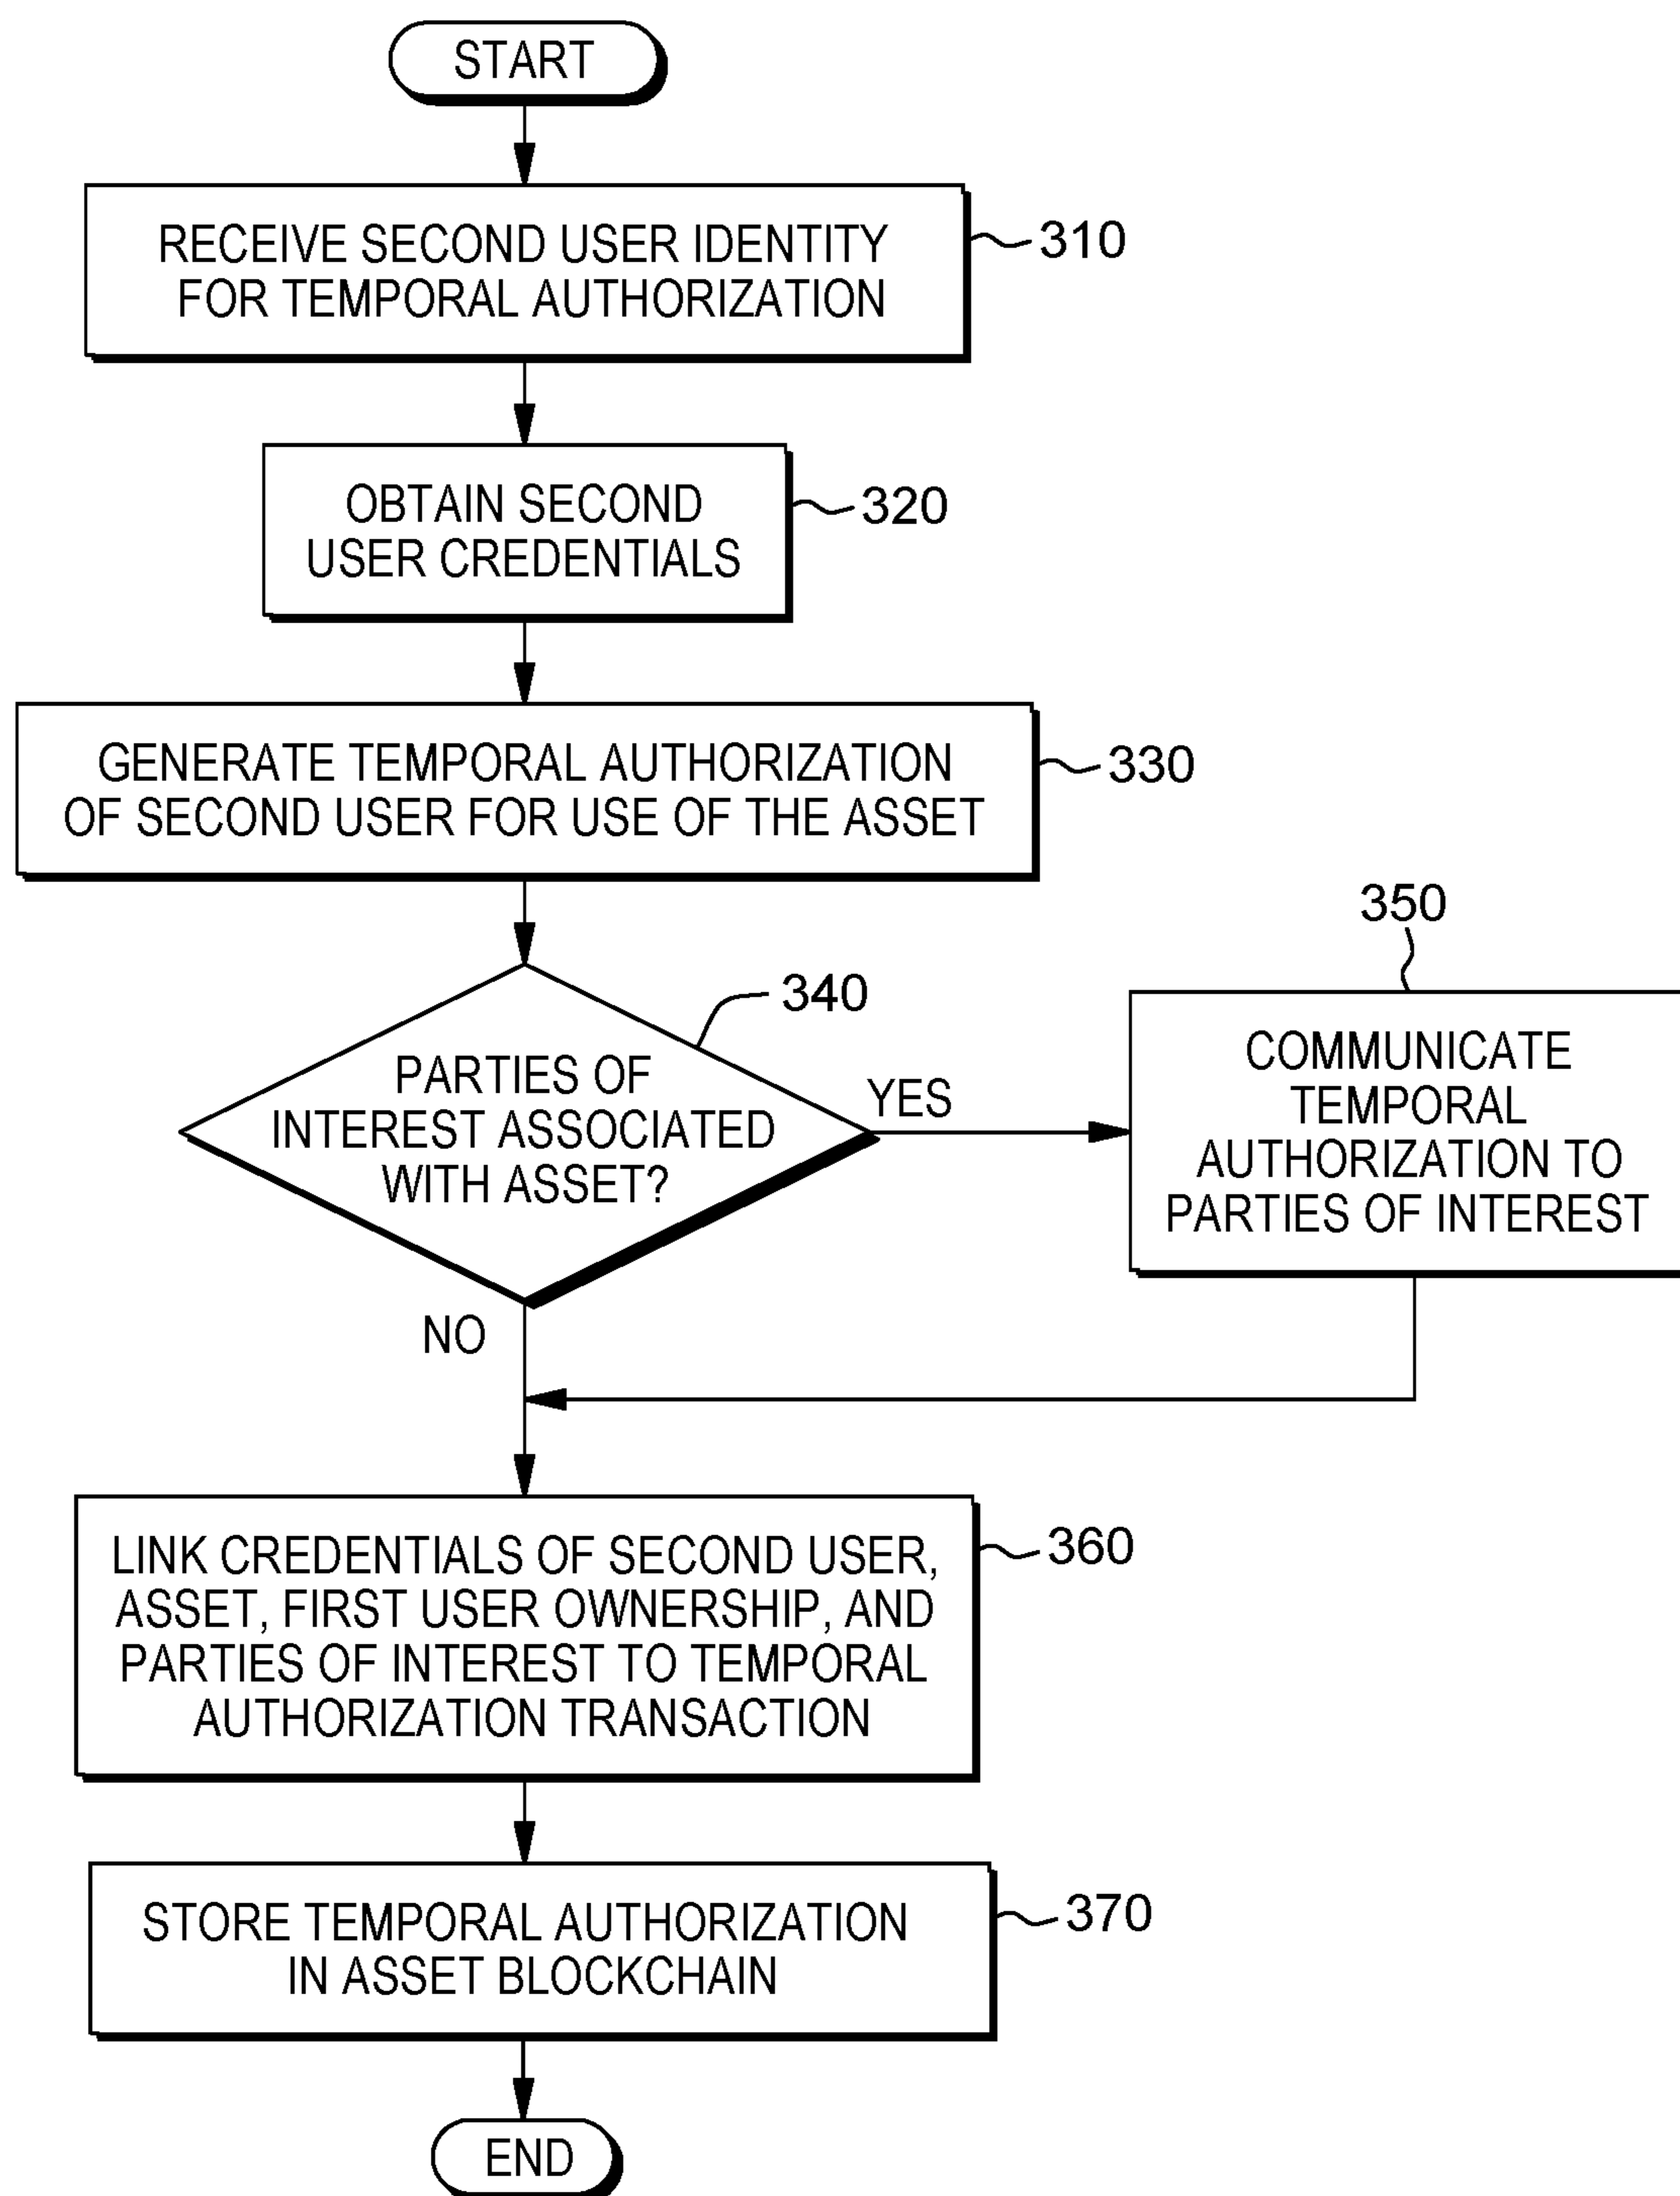 START
RECEIVE SECOND USER IDENTITY
FOR TEMPORAL AUTHORIZATION
310
OBTAIN SECOND
USER CREDENTIALS
320
GENERATE TEMPORAL AUTHORIZATION
OF SECOND USER FOR USE OF THE ASSET
330
PARTIES OF
INTEREST ASSOCIATED
WITH ASSET?
340
YES
350
COMMUNICATE
TEMPORAL
AUTHORIZATION TO
PARTIES OF INTEREST
NO
LINK CREDENTIALS OF SECOND USER,
ASSET, FIRST USER OWNERSHIP, AND
PARTIES OF INTEREST TO TEMPORAL
AUTHORIZATION TRANSACTION
360
STORE TEMPORAL AUTHORIZATION
IN ASSET BLOCKCHAIN
370
END